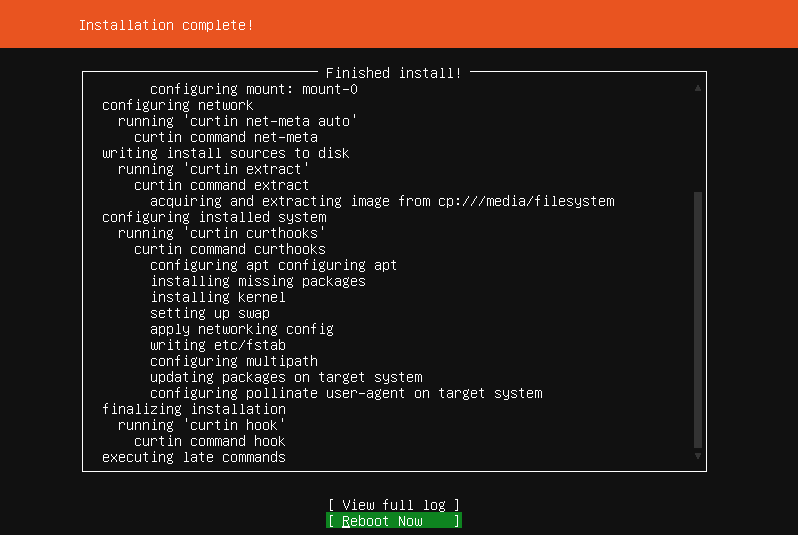 Installation complete!
Finished install!
configuring mount: mount-0
configuring network
running 'curtin net-meta auto'
curtin command net-meta
writing install sources to disk
running 'curtin extract'
curtin command extract
acquiring and extracting image from cp:///media/filesystem
configuring installed system
running 'curtin curthooks'
curtin command curthooks
configuring apt configuring apt
installing missing packages
installing kernel
setting up swap
apply networking config
writing etc/fstab
configuring multipath
updating packages on target system
configuring pollinate user-agent on target system
finalizing installation
running 'curtin hook'
curtin command hook
executing late commands
[ View full log ]
[ Reboot Now    ]